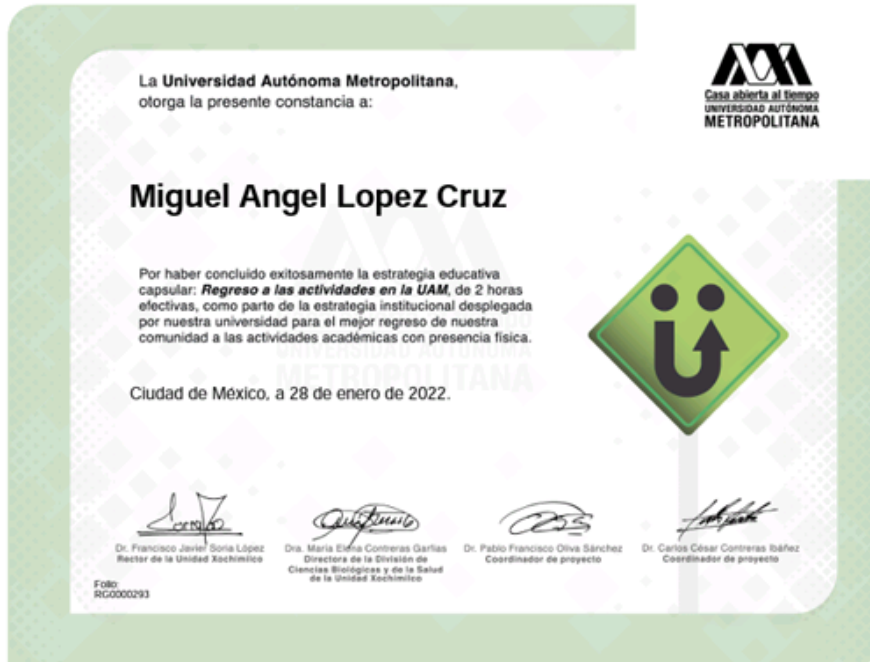 La Universidad Autónoma Metropolitana,
otorga la presente constancia a:
Casa abierta al tiempo
UNIVERSIDAD AUTÓNOMA
METROPOLITANA
Miguel Angel Lopez Cruz
Por haber concluido exitosamente la estrategia educativa
capsular: Regreso a las actividades en la UAM, de 2 horas
efectivas, como parte de la estrategia institucional desplegada
por nuestra universidad para el mejor regreso de nuestra
comunidad a las actividades académicas con presencia física.
UNIVERSIDAD AUTÓNOMA
METROPOLITANA
Ciudad de México, a 28 de enero de 2022.
Dr. Francisco Javier Soria López
Rector de la Unidad Xochimilco
Dra. María Elena Contreras Garfias
Directora de la División de
Ciencias Biológicas y de la Salud
de la Unidad Xochimilco
Dr. Pablo Francisco Oliva Sánchez
Coordinador de proyecto
Dr. Carlos César Contreras Ibáñez
Coordinador de proyecto
Folio:
RG0000293